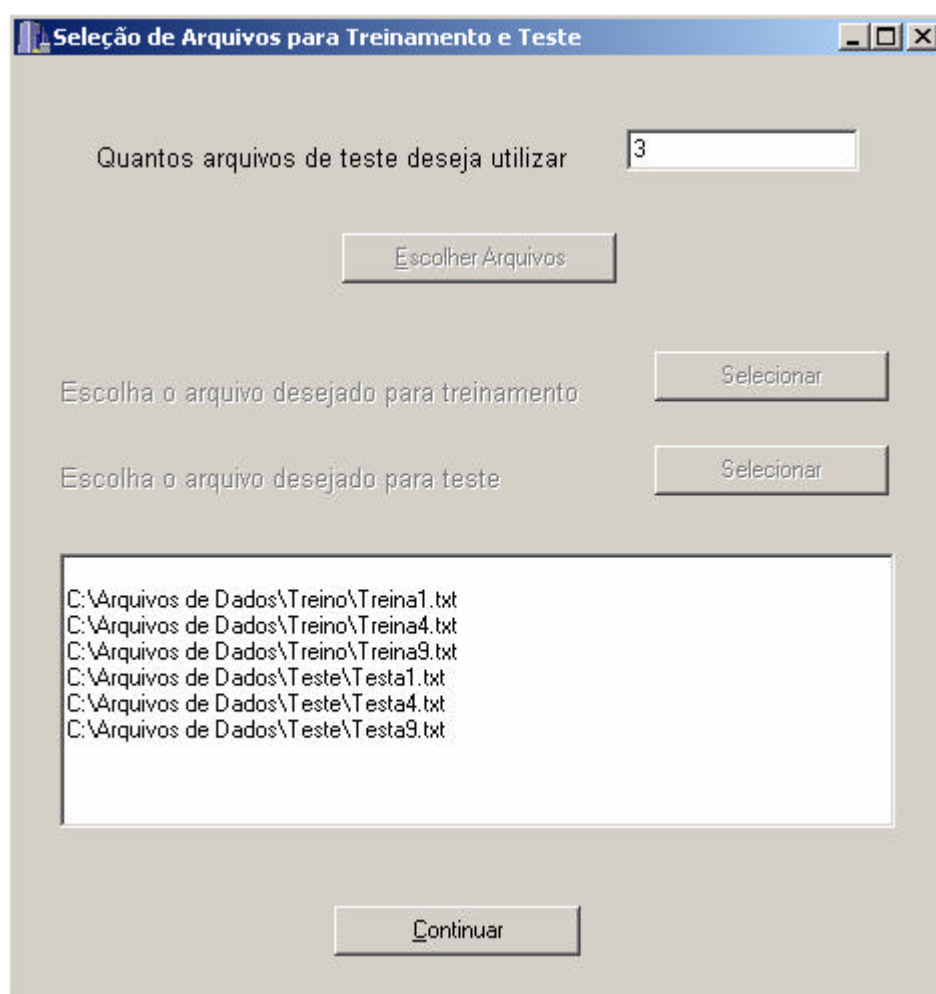 Seleção de Arquivos para Treinamento e Teste
Quantos arquivos de teste deseja utilizar 3
Escolher Arquivos
Escolha o arquivo desejado para treinamento Selecionar
Escolha o arquivo desejado para teste Selecionar
C:\Arquivos de Dados\Treino\Treina1.txt
C:\Arquivos de Dados\Treino\Treina4.txt
C:\Arquivos de Dados\Treino\Treina9.txt
C:\Arquivos de Dados\Teste\Testa1.txt
C:\Arquivos de Dados\Teste\Testa4.txt
C:\Arquivos de Dados\Teste\Testa9.txt
Continuar